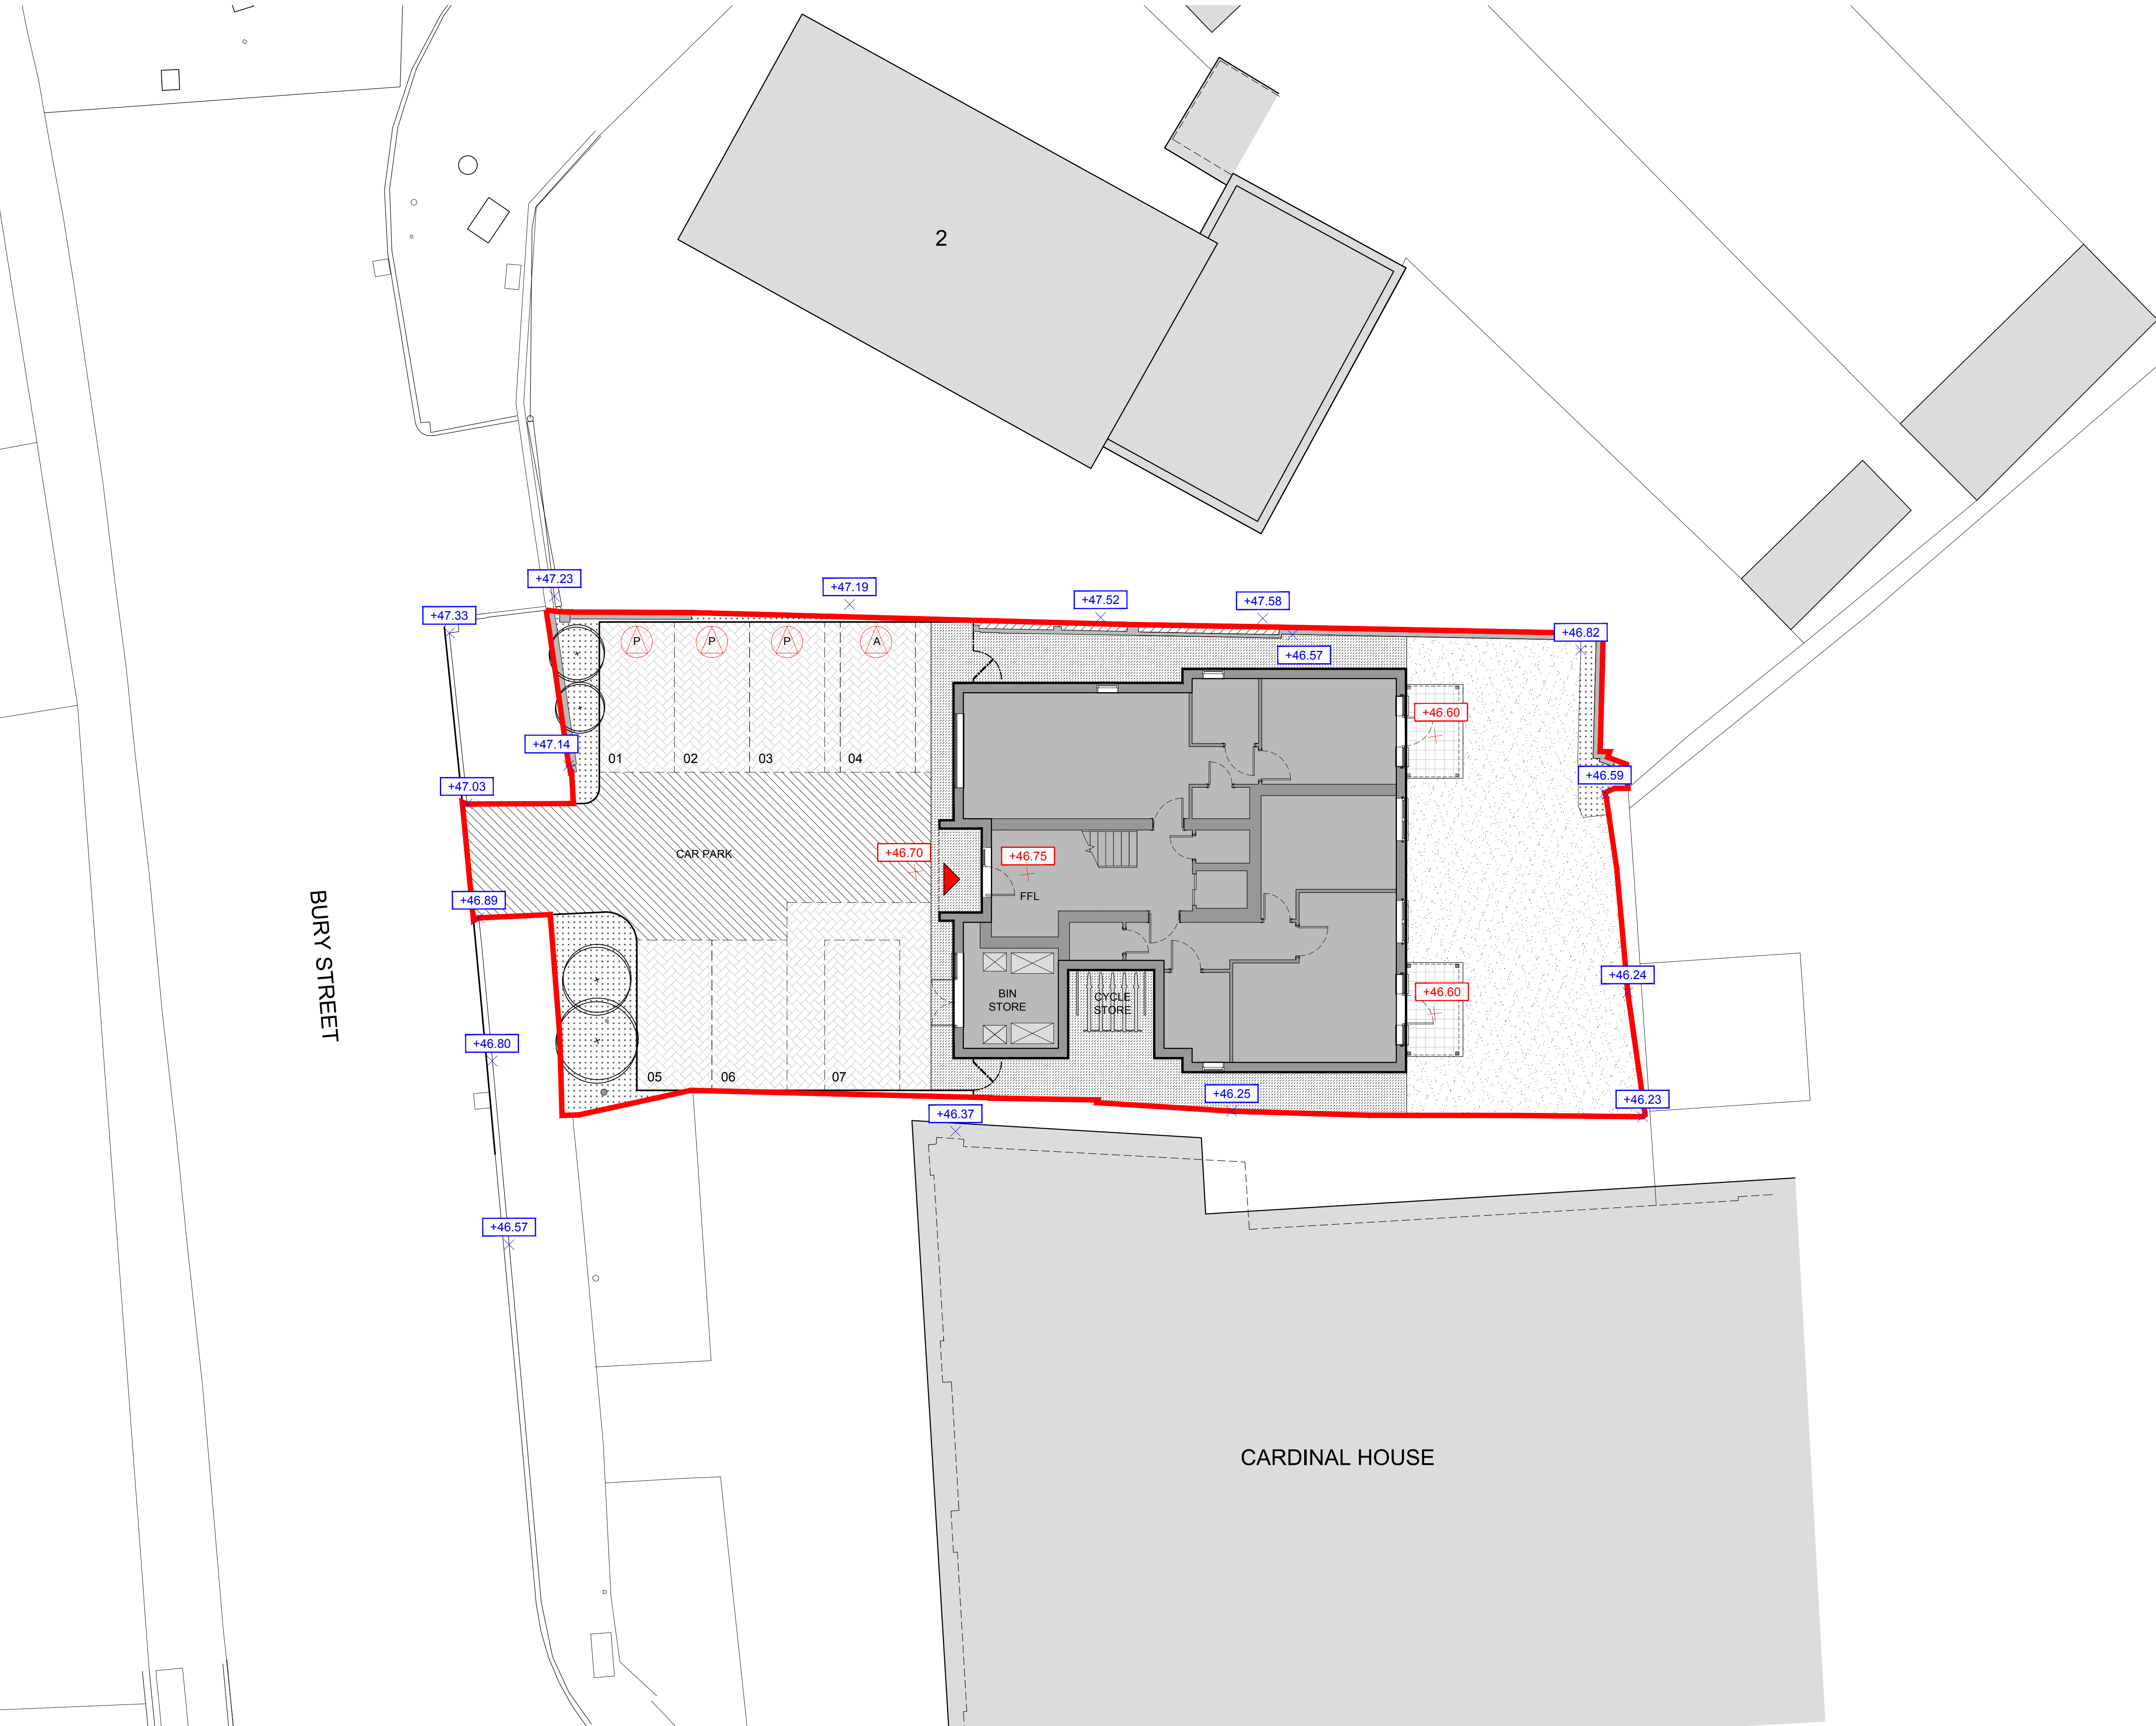 2
+47.23
+47.19
+47.52
+47.58
+47.33
+46.82
+46.57
P
P
P
A
+46.60
+47.14
01
02
03
04
+46.59
+47.03
CAR PARK
+46.70
+46.75
FFL
+46.89
BURY STREET
+46.24
+46.60
BIN
STORE
CYCLE
STORE
+46.80
05
06
07
+46.25
+46.23
+46.37
+46.57
CARDINAL HOUSE